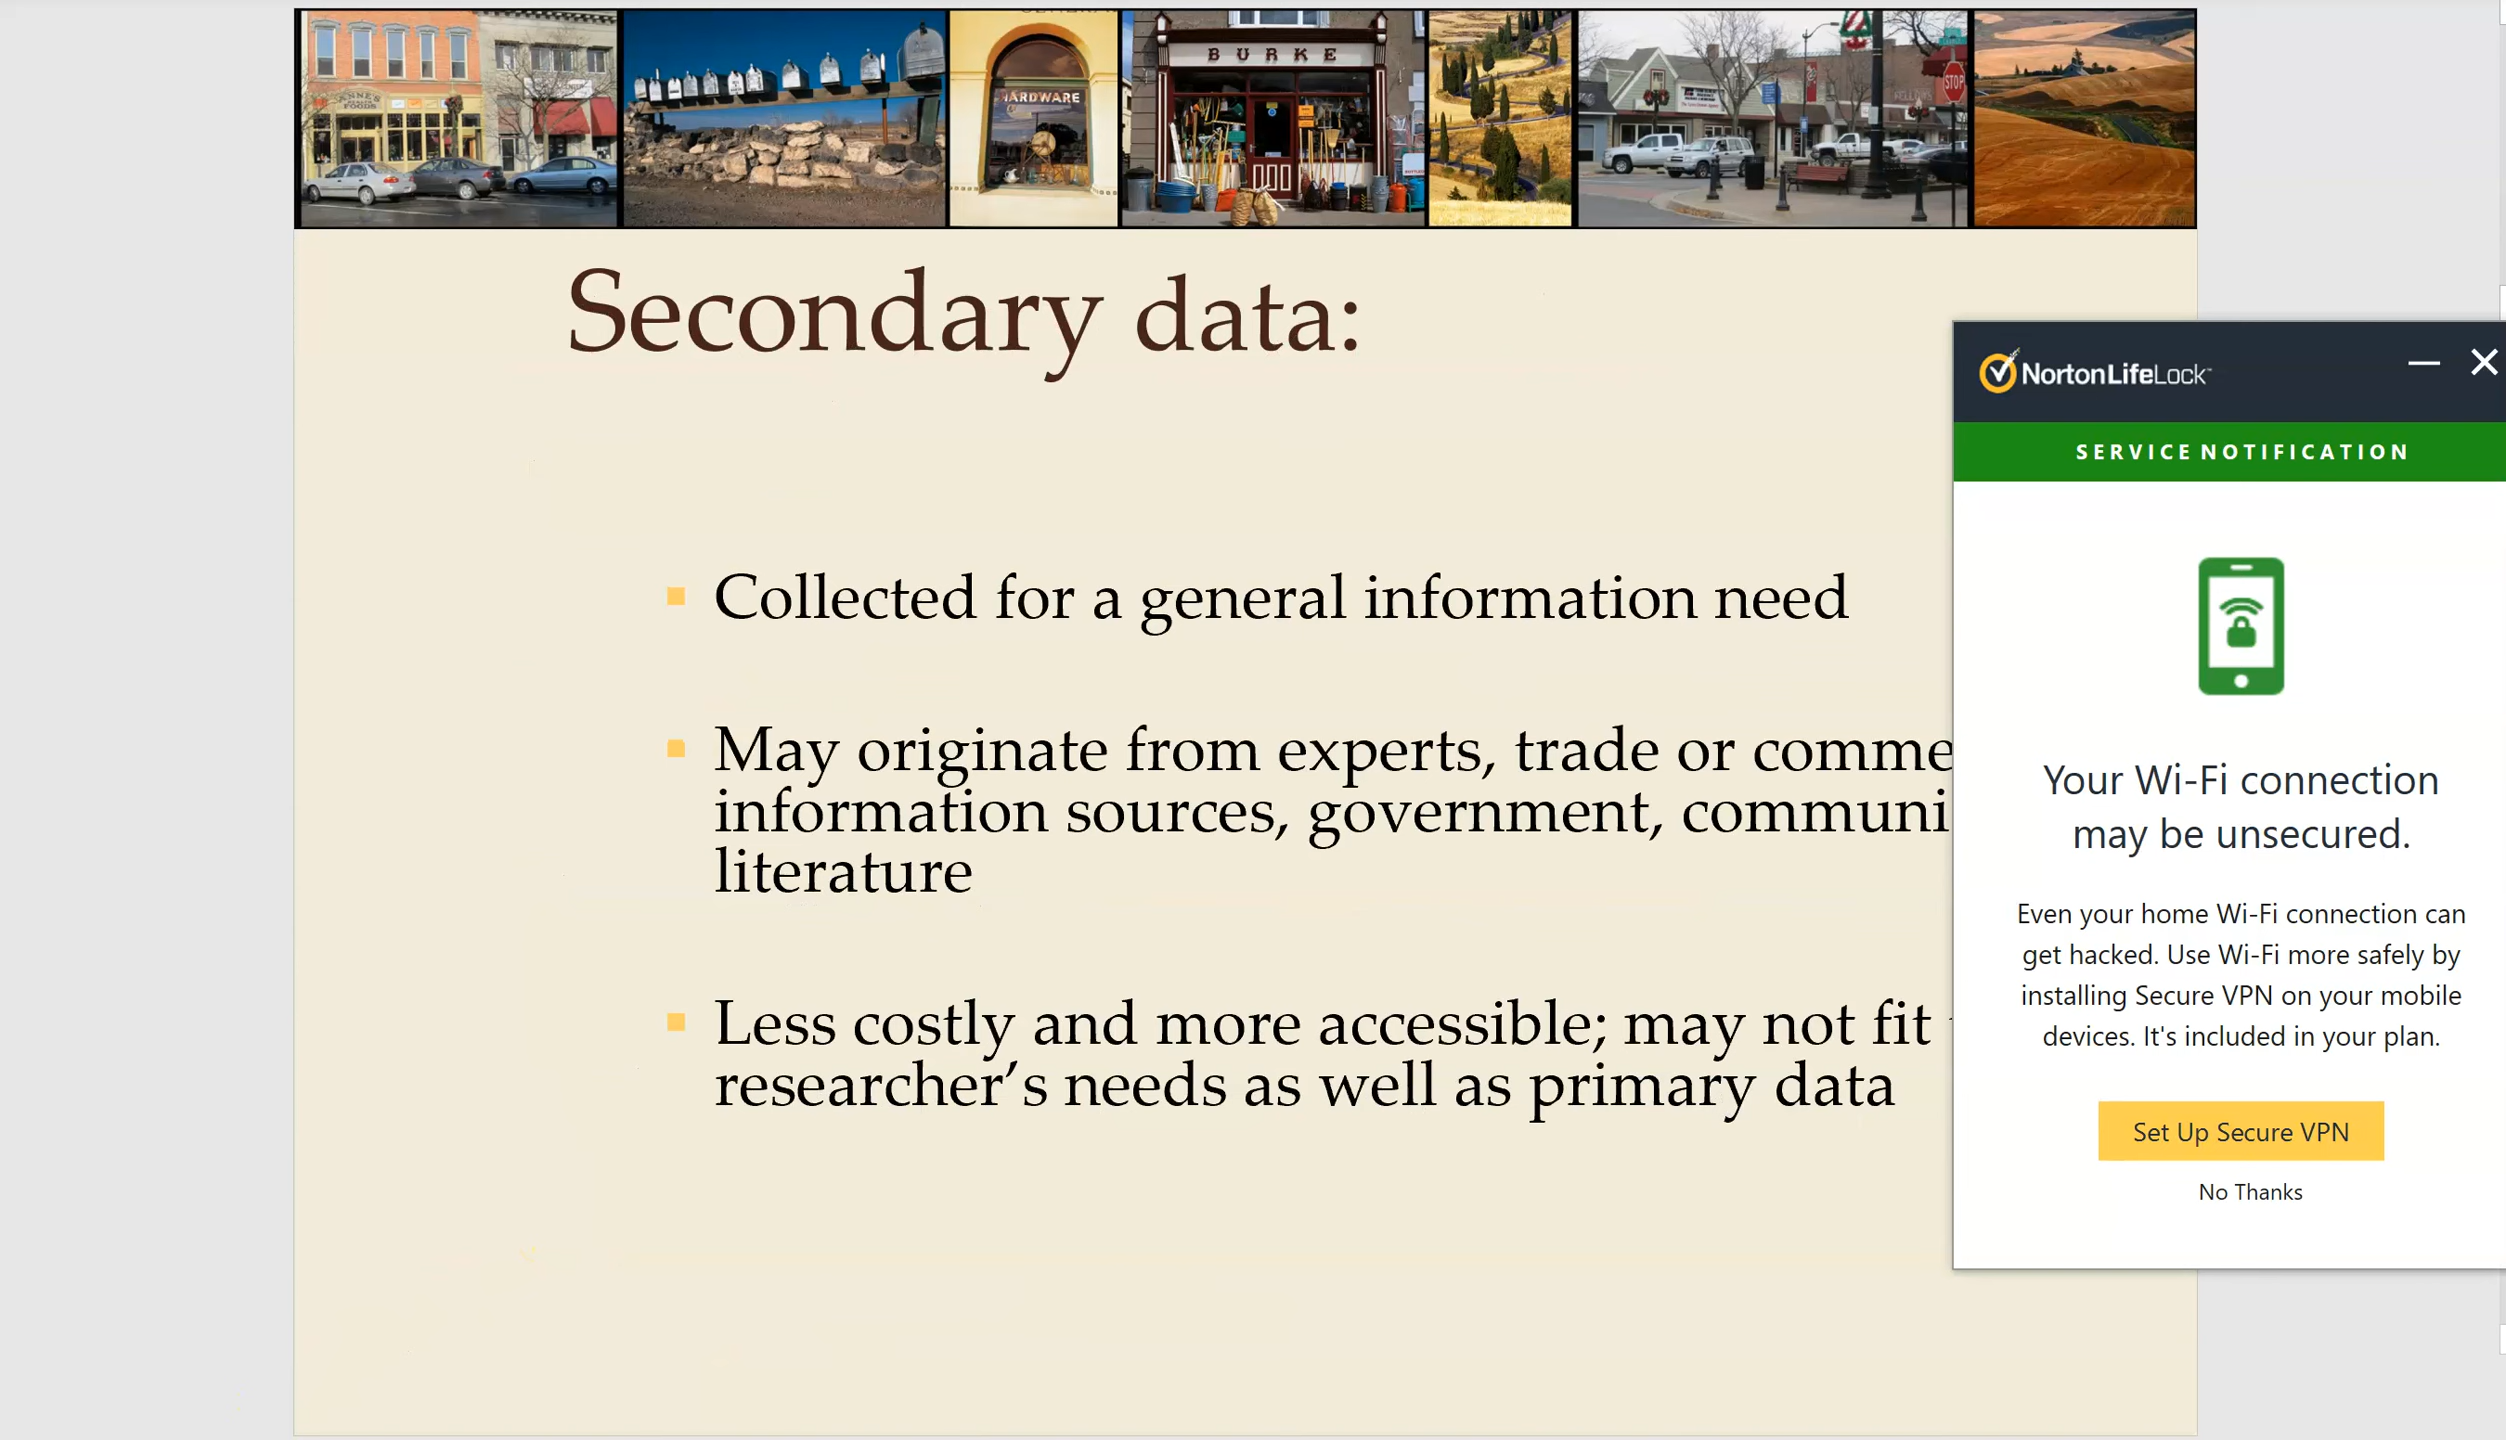 ANNE'S
FOODS
HARDWARE
BURKE
STOP
Secondary data:
Collected for a general information need
May originate from experts, trade or comme
information sources, government, communi
literature
Less costly and more accessible; may not fit
researcher's needs as well as primary data
NortonLifeLock
SERVICE NOTIFICATION
Your Wi-Fi connection
may be unsecured.
Even your home Wi-Fi connection can
get hacked. Use Wi-Fi more safely by
installing Secure VPN on your mobile
devices. It's included in your plan.
Set Up Secure VPN
No Thanks